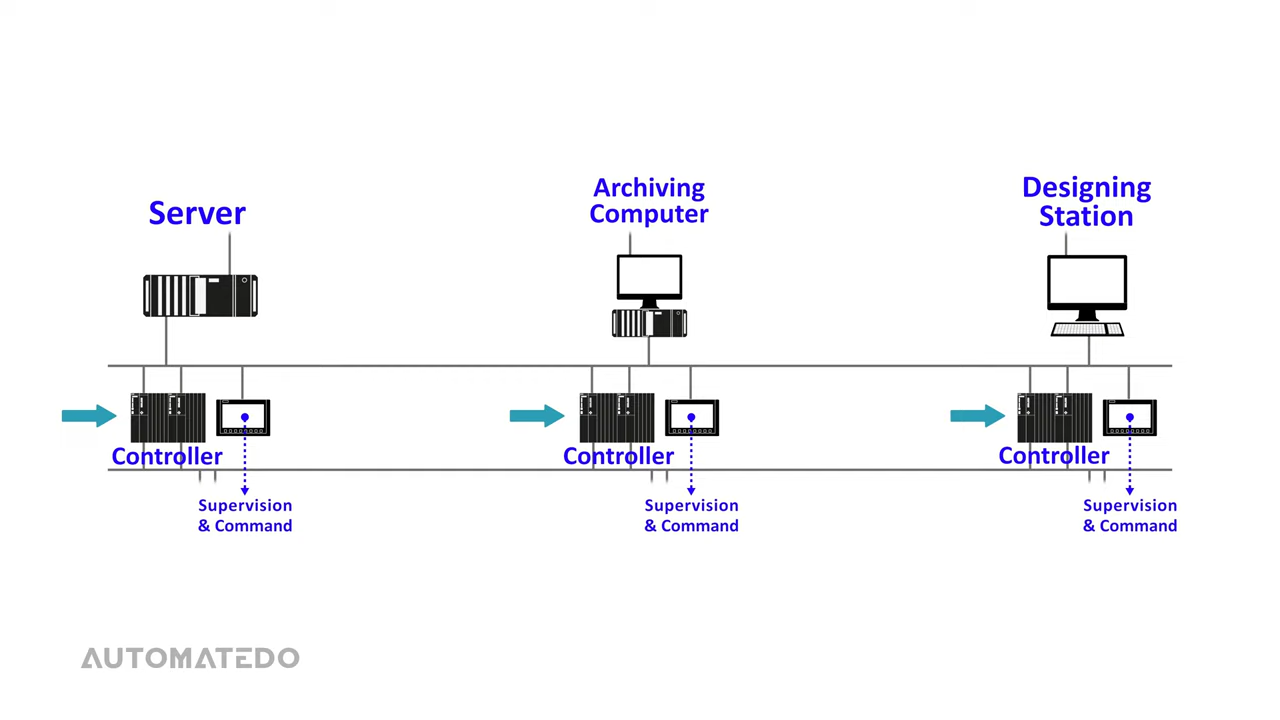 Server
Archiving
Computer
Designing
Station
Controller
Supervision
& Command
Controller
Supervision
& Command
Controller
Supervision
& Command
AUTOMATEDO